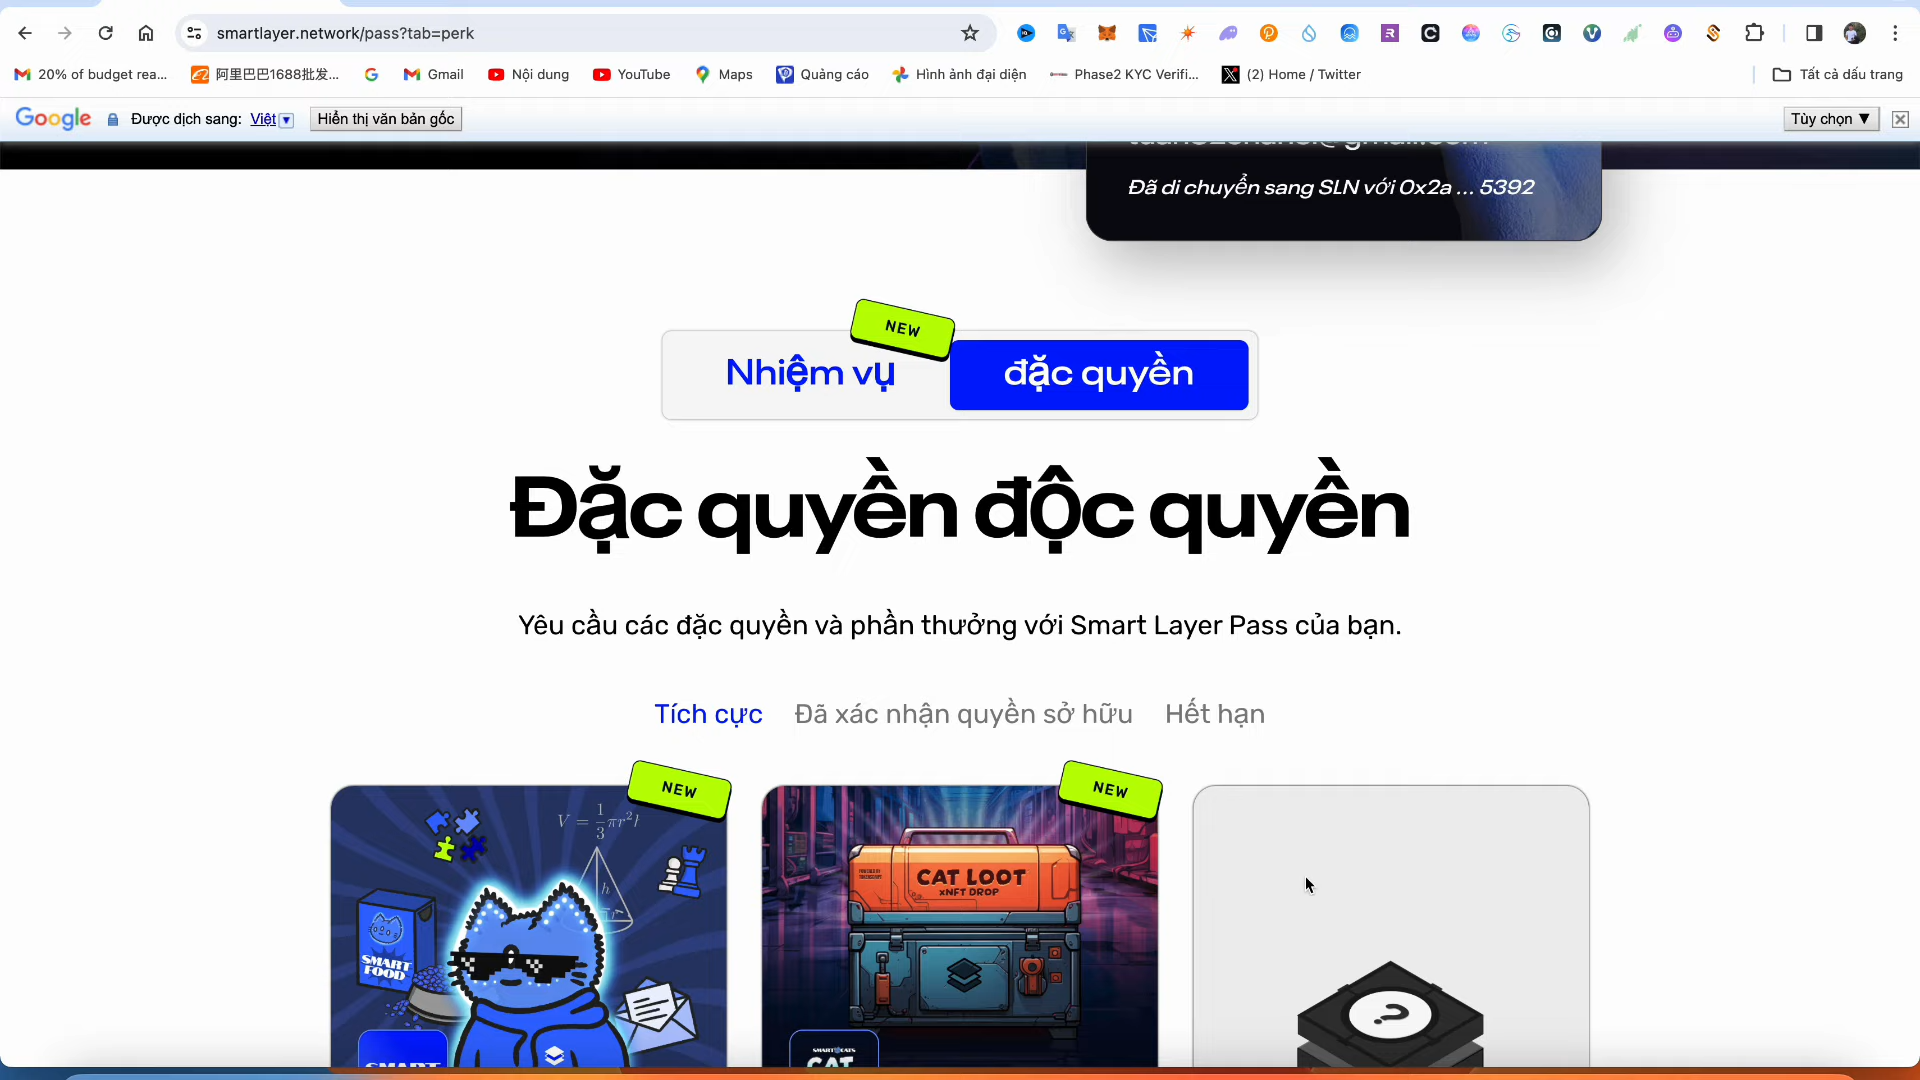 smartlayer.network/pass?tab=perk
20% of budget rea...
阿里巴巴1688批发...
Gmail
Nội dung
YouTube
Maps
Quảng cáo
Hình ảnh đại diện
Phase2 KYC Verifi...
(2) Home / Twitter
Tất cả dấu trang
Google
Được dịch sang:
Việt
Hiển thị văn bản gốc
Tùy chọn ▼
Đã di chuyển sang SLN với 0x2a ... 5392
NEW
Nhiệm vụ
đặc quyền
Đặc quyền độc quyền
Yêu cầu các đặc quyền và phần thưởng với Smart Layer Pass của bạn.
Tích cực
Đã xác nhận quyền sở hữu
Hết hạn
NEW
NEW
SMART
FOOD
CAT LOOT
xNFT DROP
SMART CATS
CAT